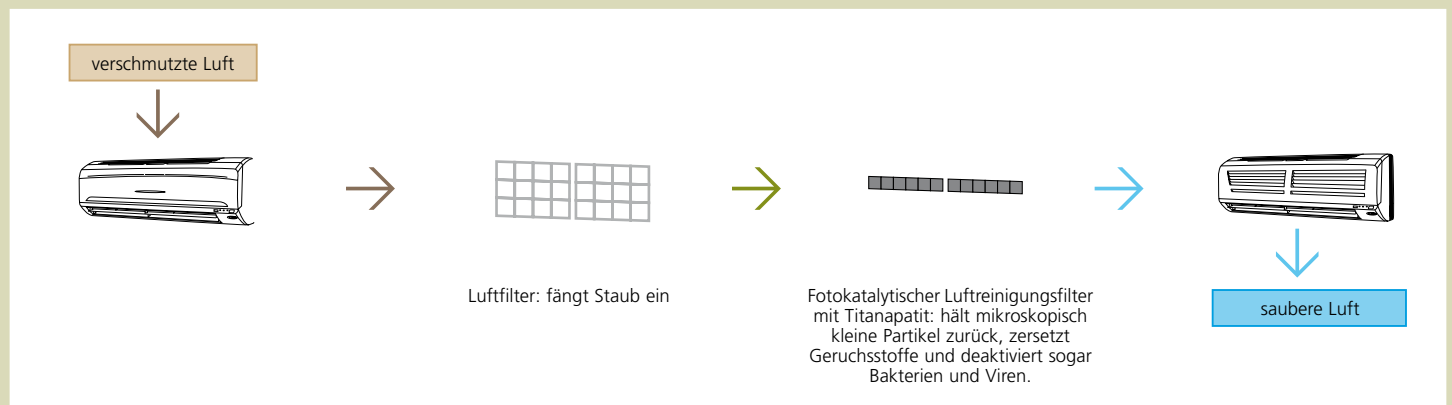 verschmutzte Luft
Luftfilter: fängt Staub ein
Fotokatalytischer Luftreinigungsfilter
mit Titanapatit: hält mikroskopisch
kleine Partikel zurück, zersetzt
Geruchsstoffe und deaktiviert sogar
Bakterien und Viren.
saubere Luft